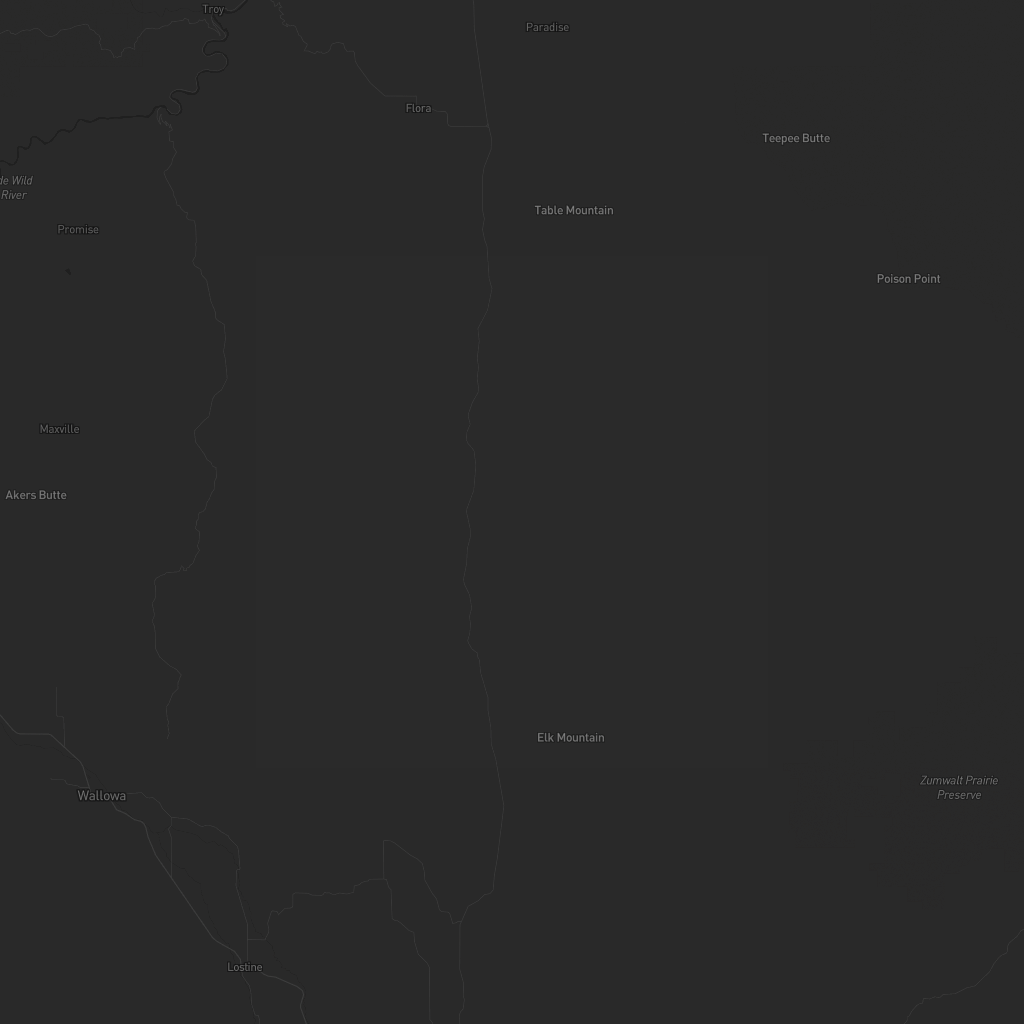 Troy
Paradise
Flora
Teepee Butte
de Wild
River
Table Mountain
Promise
Poison Point
Maxville
Akers Butte
Elk Mountain
Zumwalt Prairie
Preserve
Wallowa
Lostine